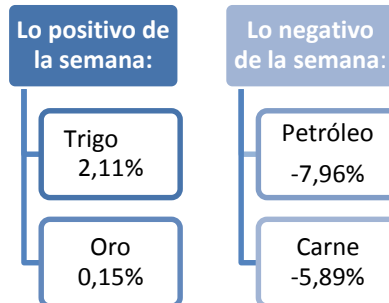 Lo positivo de
la semana:
Trigo
2,11%
Oro
0,15%
Lo negativo
de la semana:
Petróleo
-7,96%
Carne
-5,89%